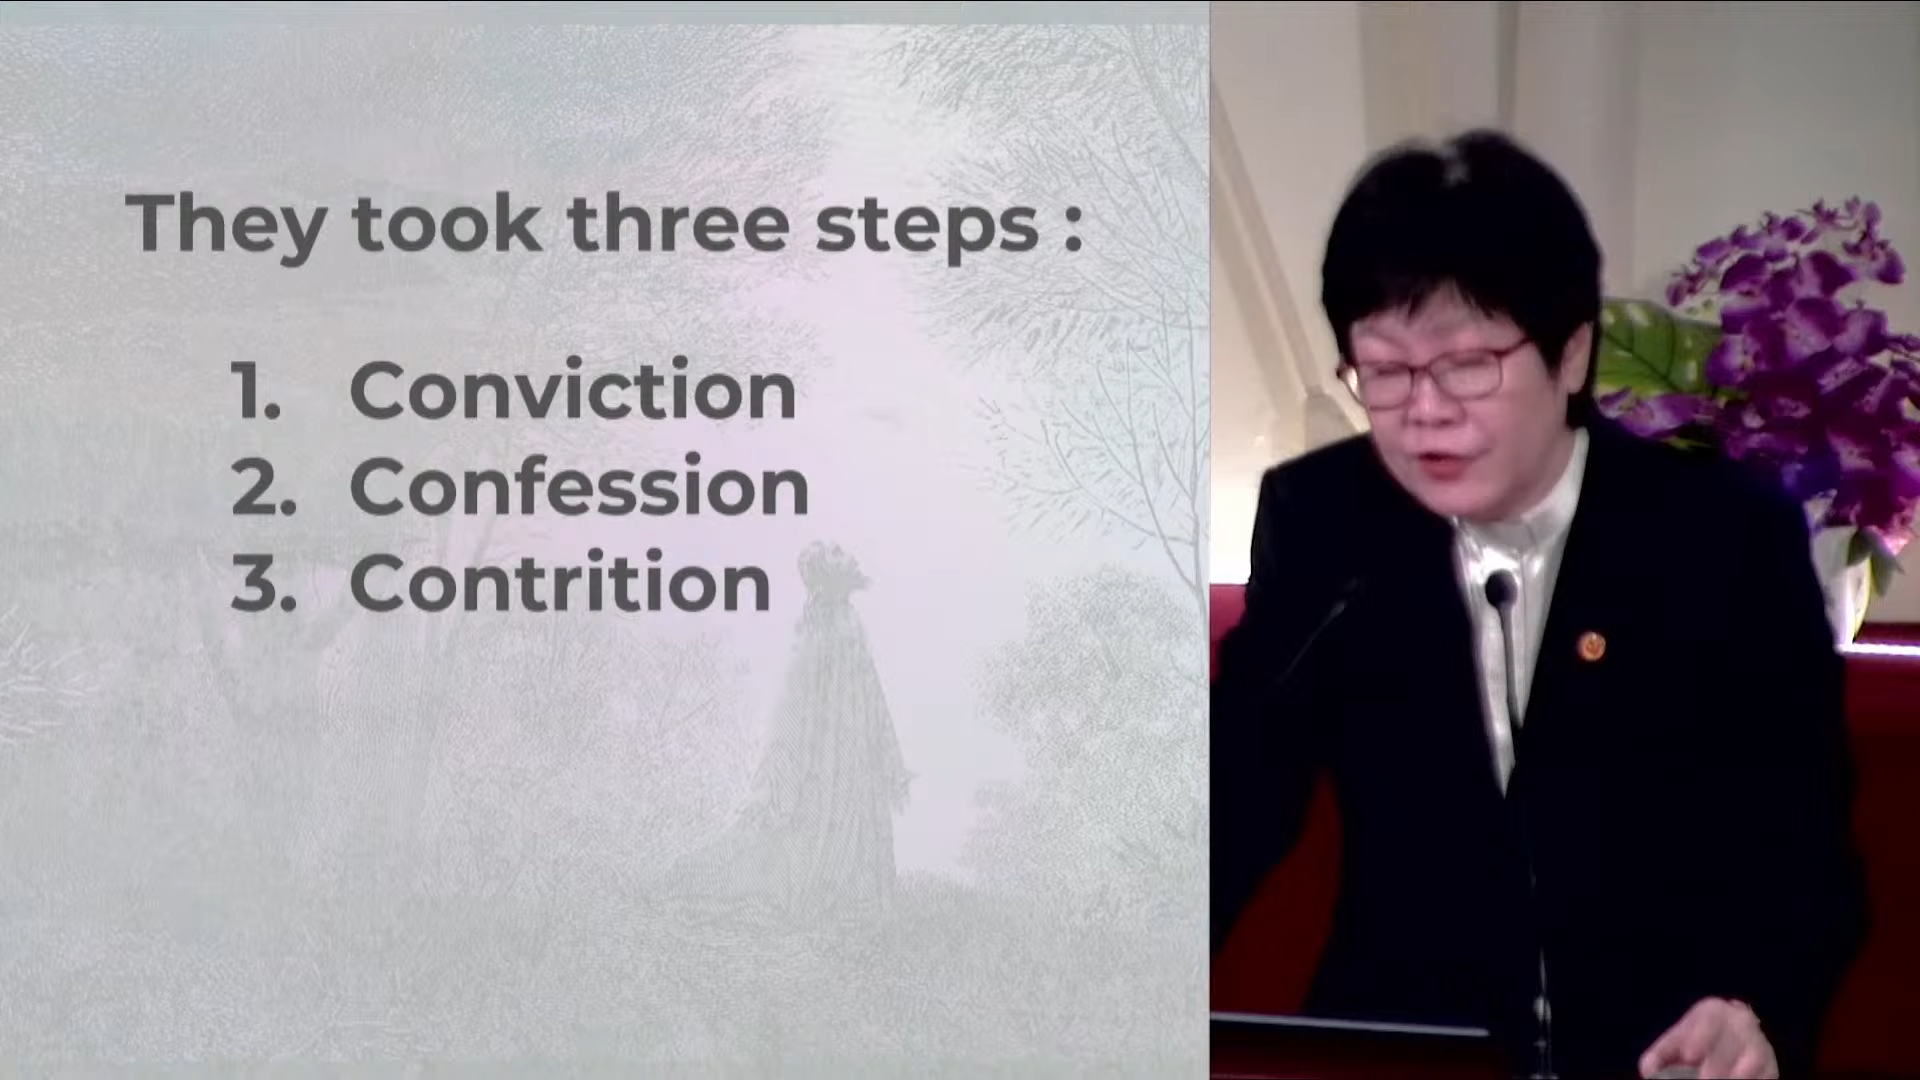 They took three steps :
1. Conviction
2. Confession
3. Contrition